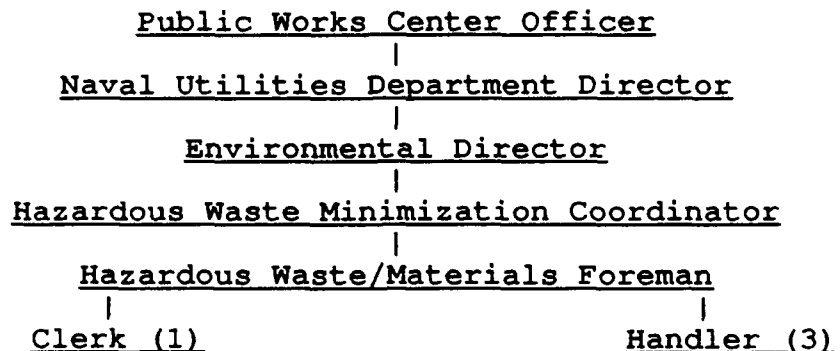 Public Works Center Officer
Naval Utilities Department Director
Environmental Director
Hazardous Waste Minimization Coordinator
Hazardous Waste/Materials Foreman
Clerk (1) Handler (3)